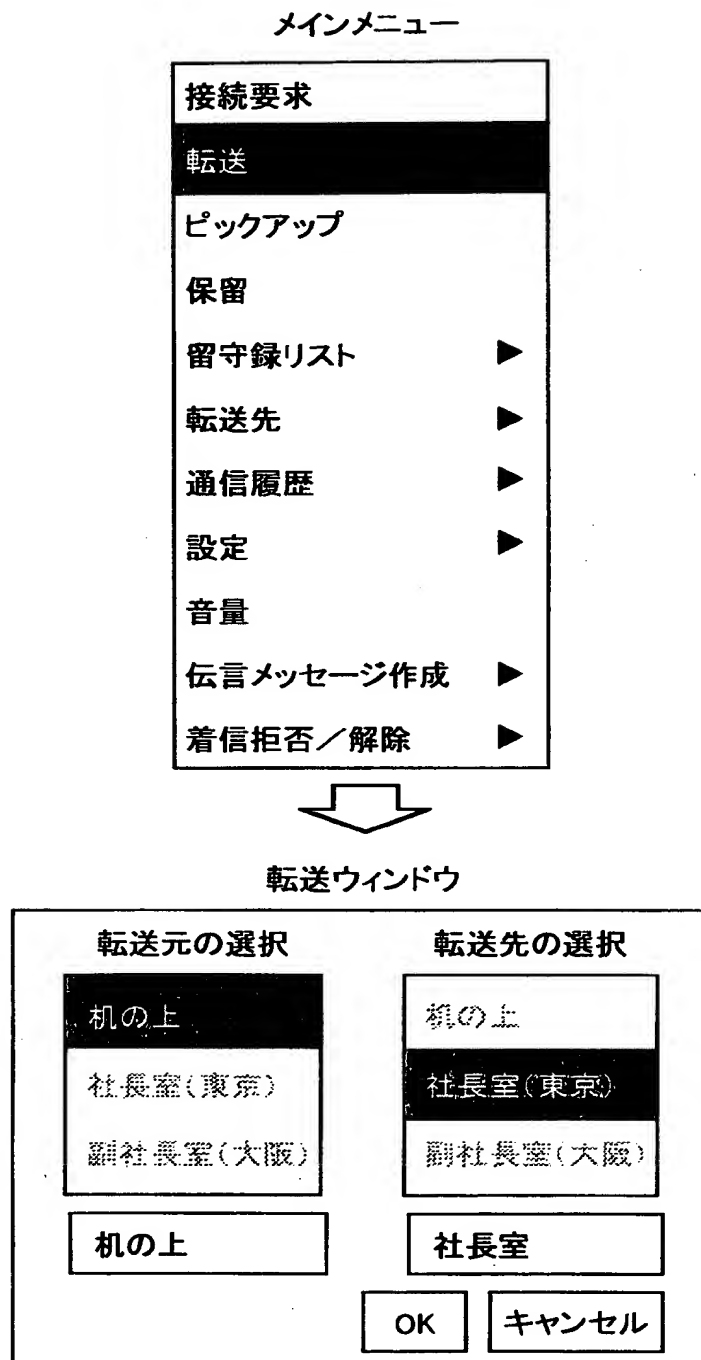 メインメニュー
接続要求
転送
ピックアップ
保留
留守録リスト ▶
転送先 ▶
通信履歴 ▶
設定 ▶
音量
伝言メッセージ作成 ▶
着信拒否／解除 ▶
転送ウィンドウ
転送元の選択
机の上
社長室(東京)
副社長室(大阪)
机の上
転送先の選択
机の上
社長室(東京)
副社長室(大阪)
社長室
OK キャンセル